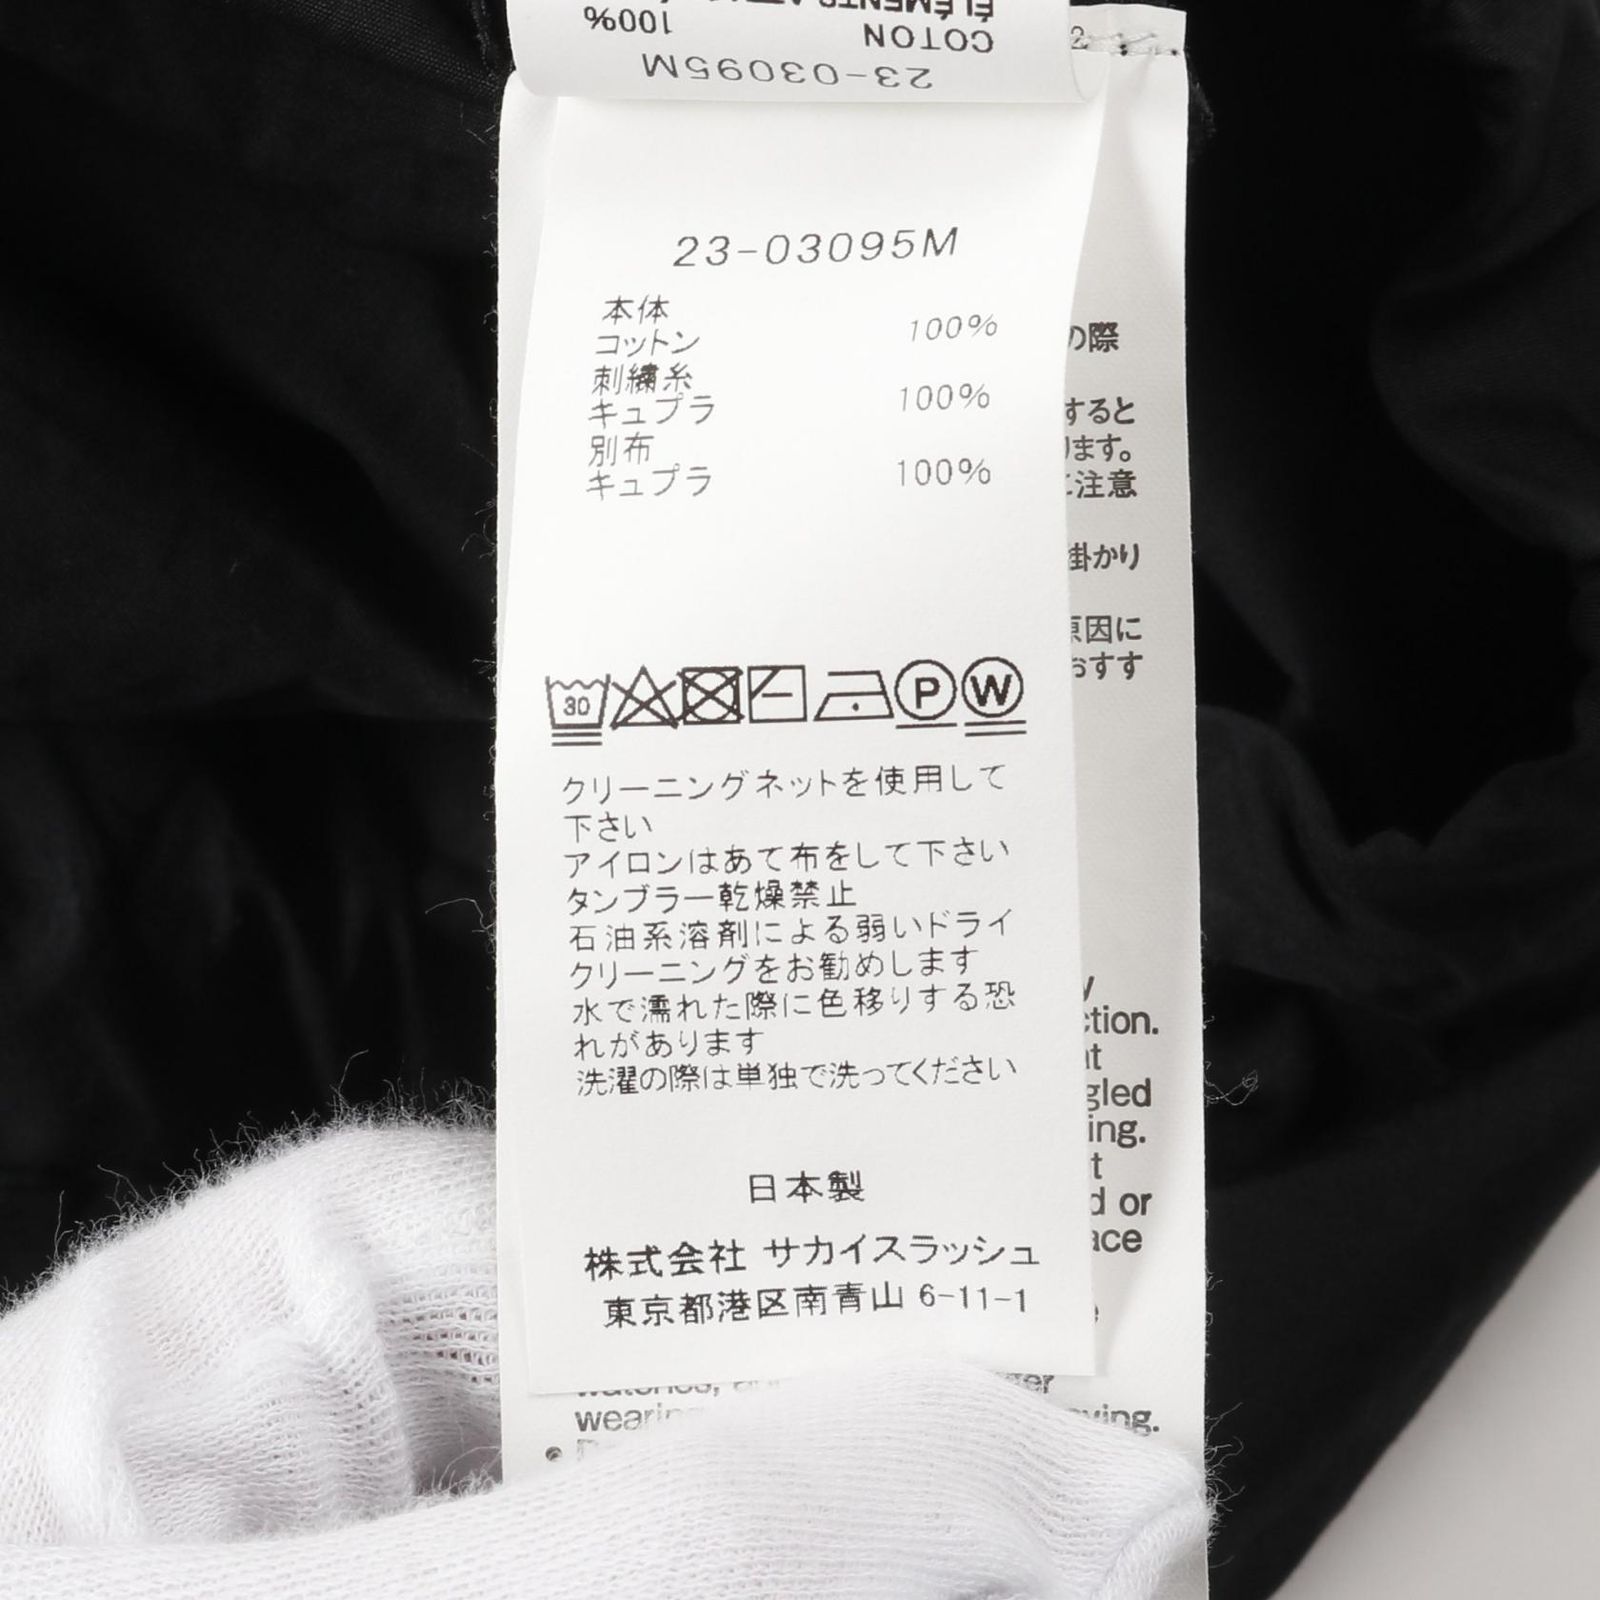 ÉLÉMENTS
COTON 100%
23-03095M
2
23-03095M
本体
コットン 100%
刺繍糸
キュプラ 100%
別布
キュプラ 100%
30
P
W
クリーニングネットを使用して
下さい
アイロンはあて布をして下さい
タンブラー乾燥禁止
石油系溶剤による弱いドライ
クリーニングをお勧めします
水で濡れた際に色移りする恐
れがあります
洗濯の際は単独で洗ってください
日本製
株式会社 サカイスラッシュ
東京都港区南青山 6-11-1
の際
すると
ります。
に注意
掛かり
原因に
おすす
y
ction.
at
gled
ing.
t
d or
ace